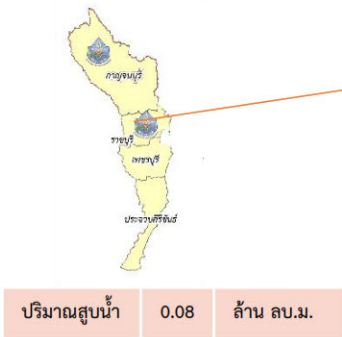 กาญจนบุรี
ราชบุรี
เพชรบุรี
ประจวบคีรีขันธ์
ปริมาณสูบน้ำ 0.08 ล้าน ลบ.ม.